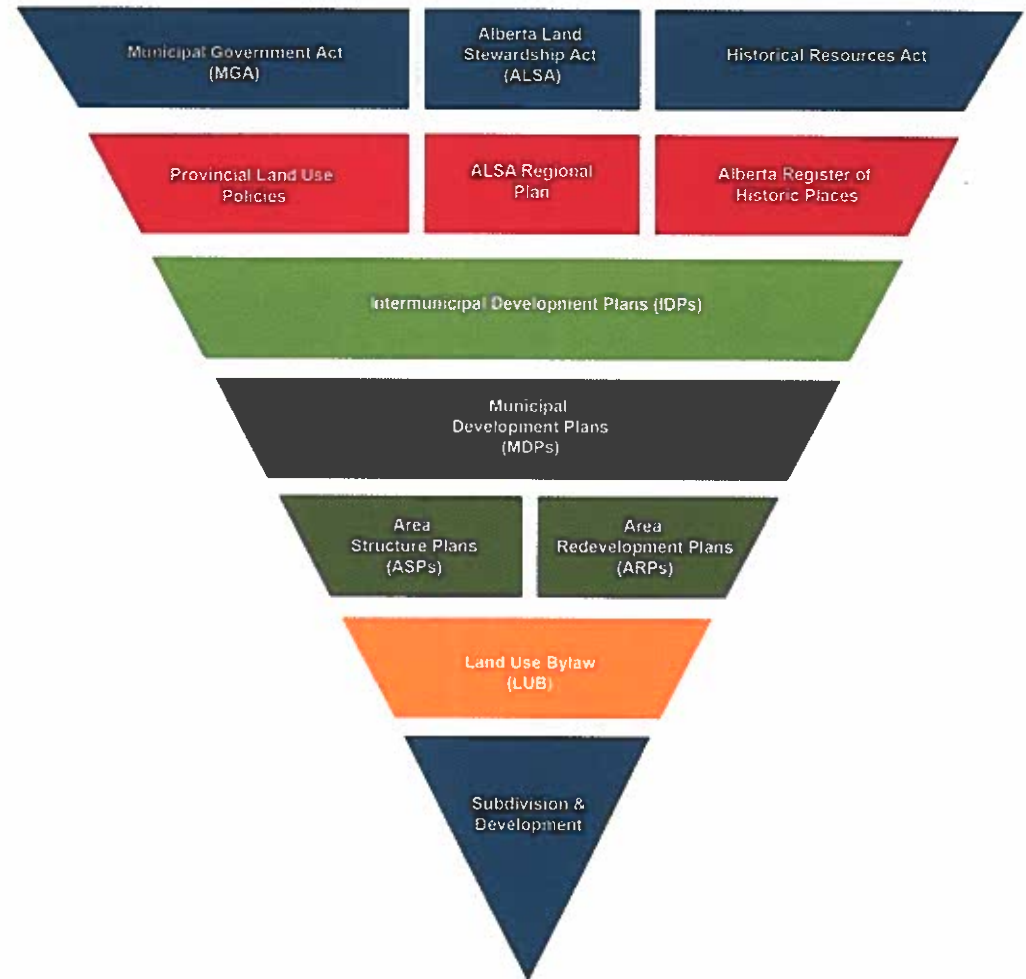 Municipal Government Act
(MGA)
Alberta Land
Stewardship Act
(ALSA)
Historical Resources Act
Provincial Land Use
Policies
ALSA Regional
Plan
Alberta Register of
Historic Places
Intermunicipal Development Plans (IDPs)
Municipal
Development Plans
(MDPs)
Area
Structure Plans
(ASPs)
Area
Redevelopment Plans
(ARPs)
Land Use Bylaw
(LUB)
Subdivision &
Development